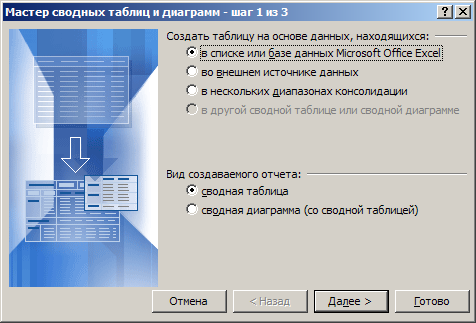 Мастер сводных таблиц и диаграмм - шаг 1 из 3
Создать таблицу на основе данных, находящихся:
в списке или базе данных Microsoft Office Excel
во внешнем источнике данных
в нескольких диапазонах консолидации
в другой сводной таблице или сводной диаграмме
Вид создаваемого отчета:
сводная таблица
сводная диаграмма (со сводной таблицей)
Отмена
< Назад
Далее >
Готово